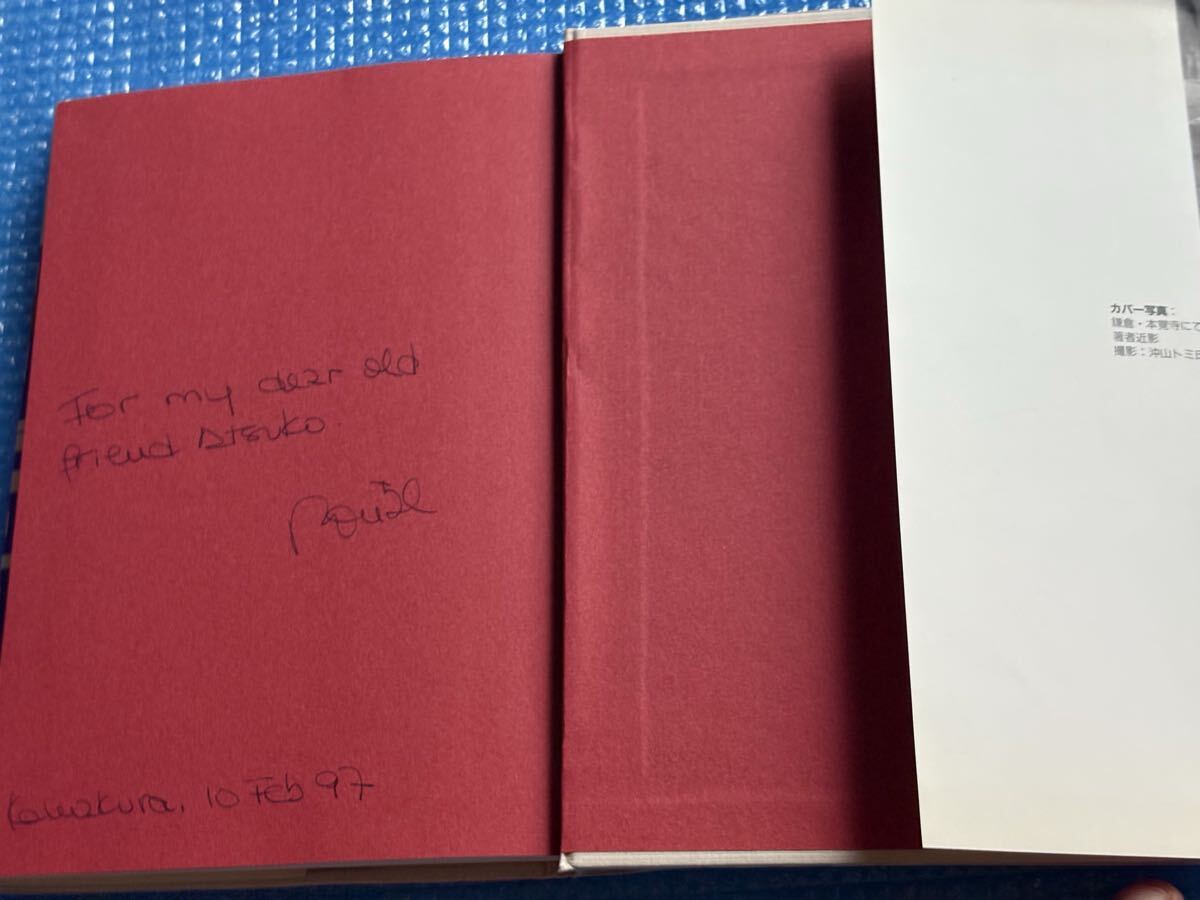 For my dear old
friend Atsuko.
Kamakura, 10 Feb 97
カバー写真：
鎌倉・本覚寺にて
著者近影
撮影：沖山トミ氏